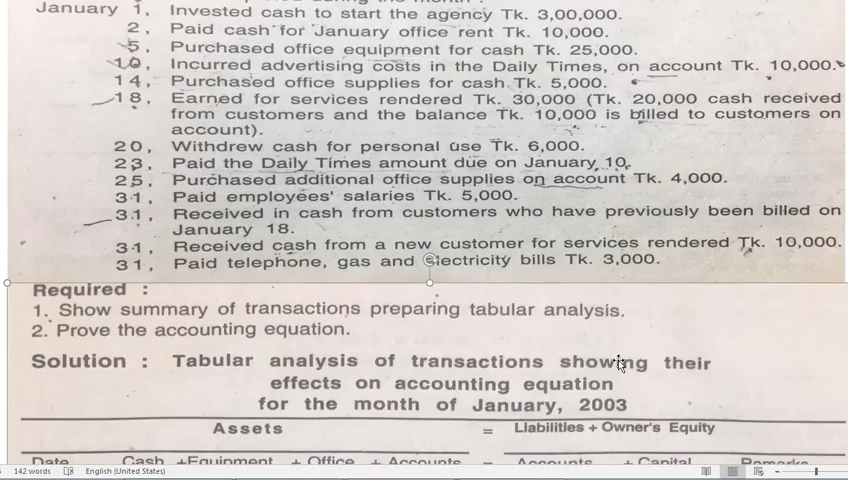 January 1, Invested cash to start the agency Tk. 3,00,000.
2, Paid cash for January office rent Tk. 10,000.
5, Purchased office equipment for cash Tk. 25,000.
10, Incurred advertising costs in the Daily Times, on account Tk. 10,000.
14, Purchased office supplies for cash Tk. 5,000.
18, Earned for services rendered Tk. 30,000 (Tk. 20,000 cash received
from customers and the balance Tk. 10,000 is billed to customers on
account).
20, Withdrew cash for personal use Tk. 6,000.
23, Paid the Daily Times amount due on January 10.
25, Purchased additional office supplies on account Tk. 4,000.
31, Paid employees' salaries Tk. 5,000.
31, Received in cash from customers who have previously been billed on
January 18.
31, Received cash from a new customer for services rendered Tk. 10,000.
31, Paid telephone, gas and electricity bills Tk. 3,000.
Required :
1. Show summary of transactions preparing tabular analysis.
2. Prove the accounting equation.
Solution : Tabular analysis of transactions showing their
effects on accounting equation
for the month of January, 2003
Assets = Liabilities + Owner's Equity
Date Cash +Equipment + Office + Accounts = Accounts + Capital Remarks
142 words English (United States)